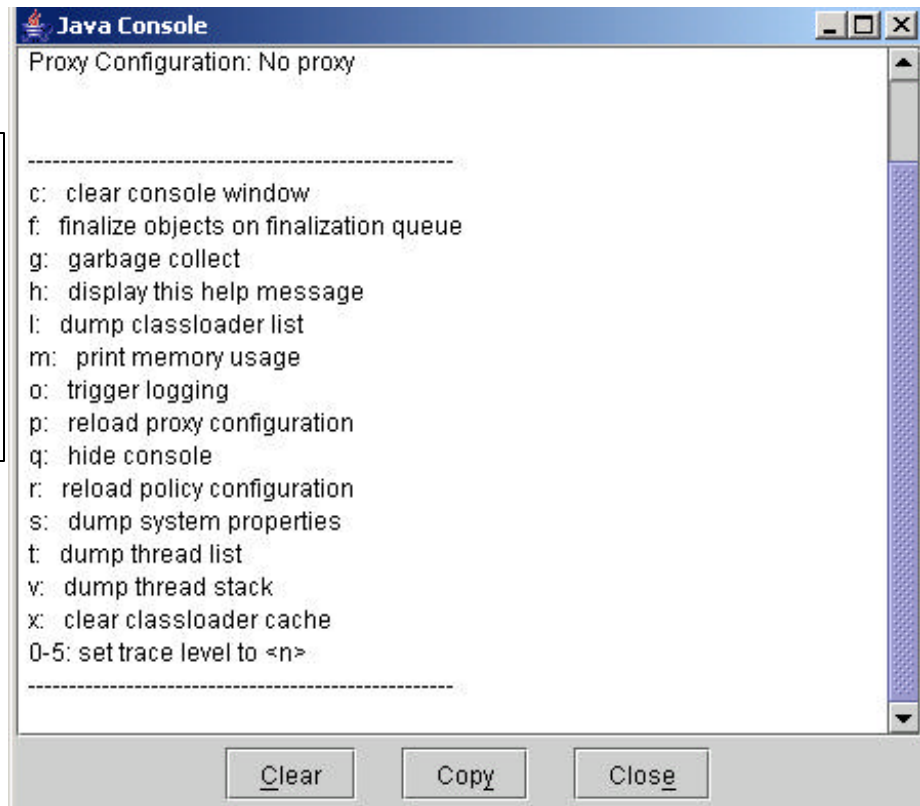 Java Console
Proxy Configuration: No proxy
----------------------------------------------------
c: clear console window
f: finalize objects on finalization queue
g: garbage collect
h: display this help message
l: dump classloader list
m: print memory usage
o: trigger logging
p: reload proxy configuration
q: hide console
r: reload policy configuration
s: dump system properties
t: dump thread list
v: dump thread stack
x: clear classloader cache
0-5: set trace level to <n>
----------------------------------------------------
Clear Copy Close